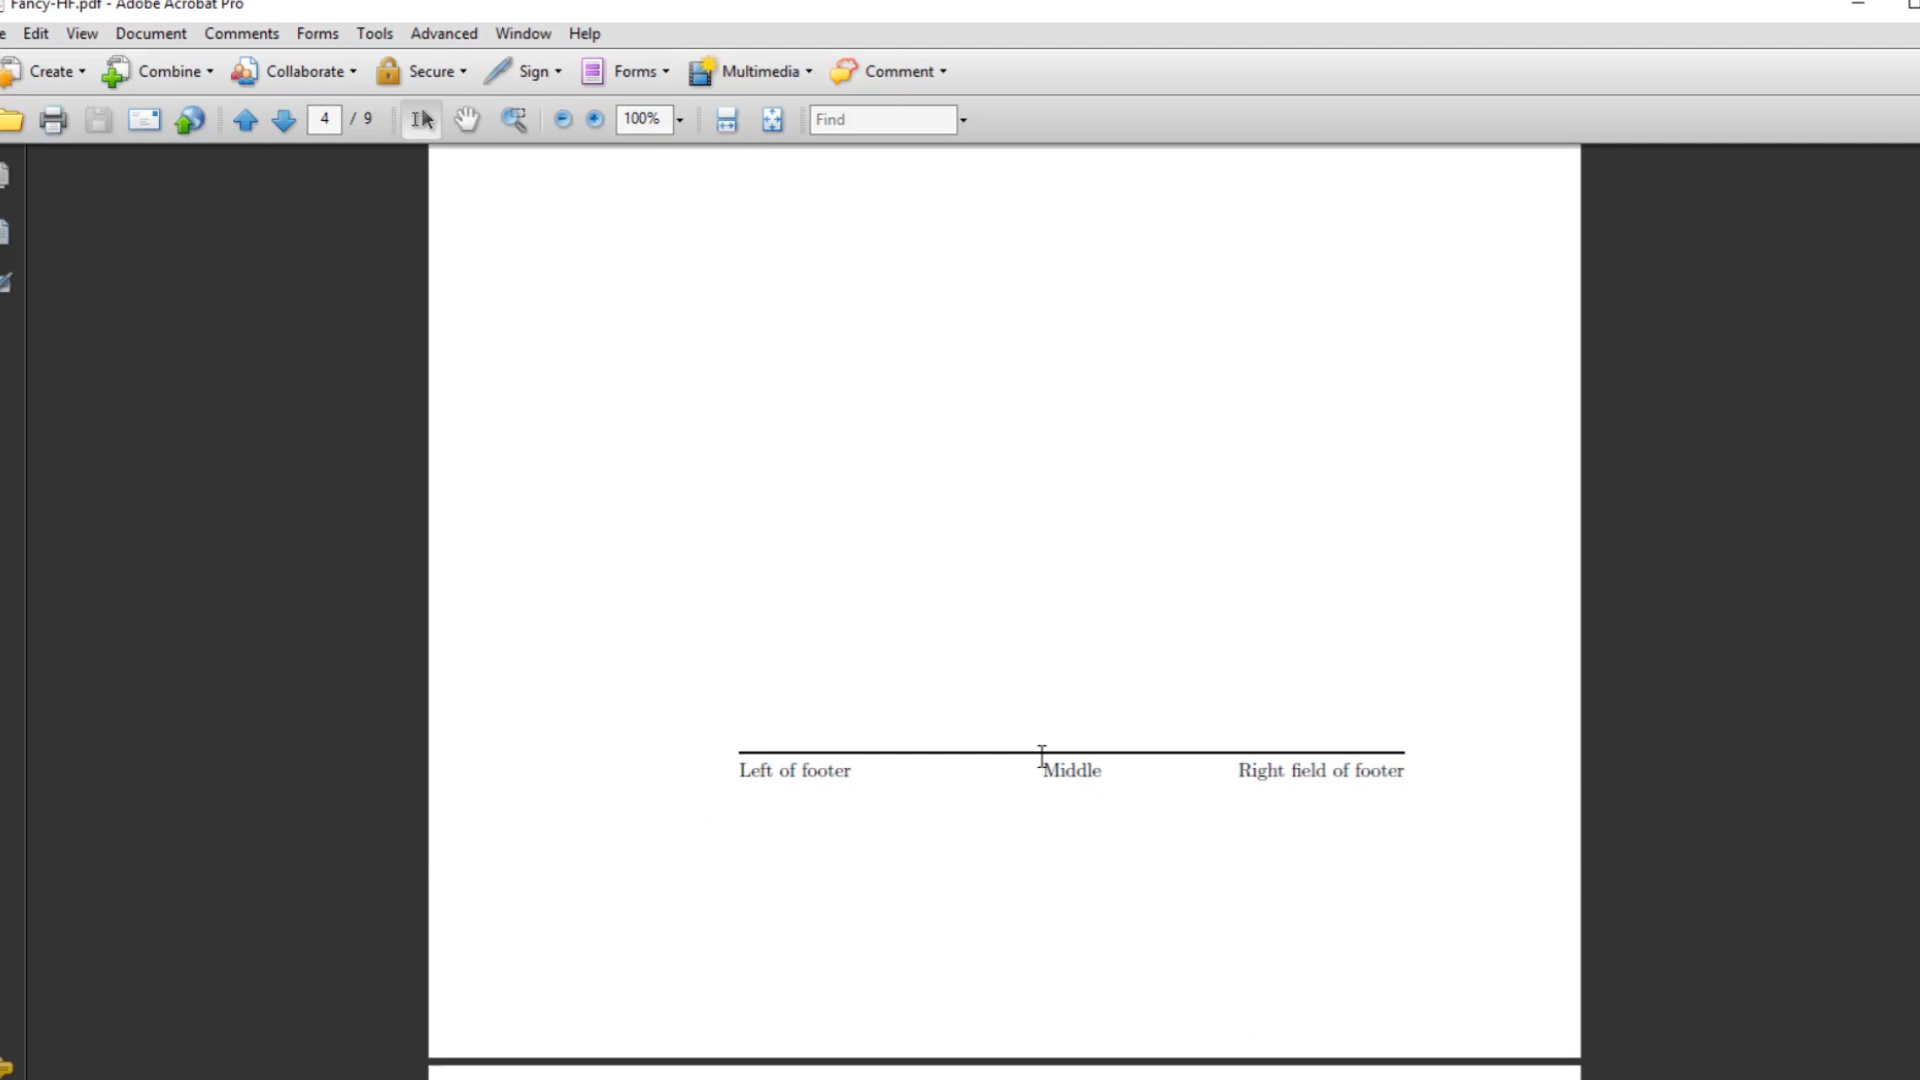 Fancy-HF.pdf - Adobe Acrobat Pro
e Edit View Document Comments Forms Tools Advanced Window Help
Create Combine Collaborate Secure Sign Forms Multimedia Comment
4 / 9 100% Find
Left of footer Middle Right field of footer